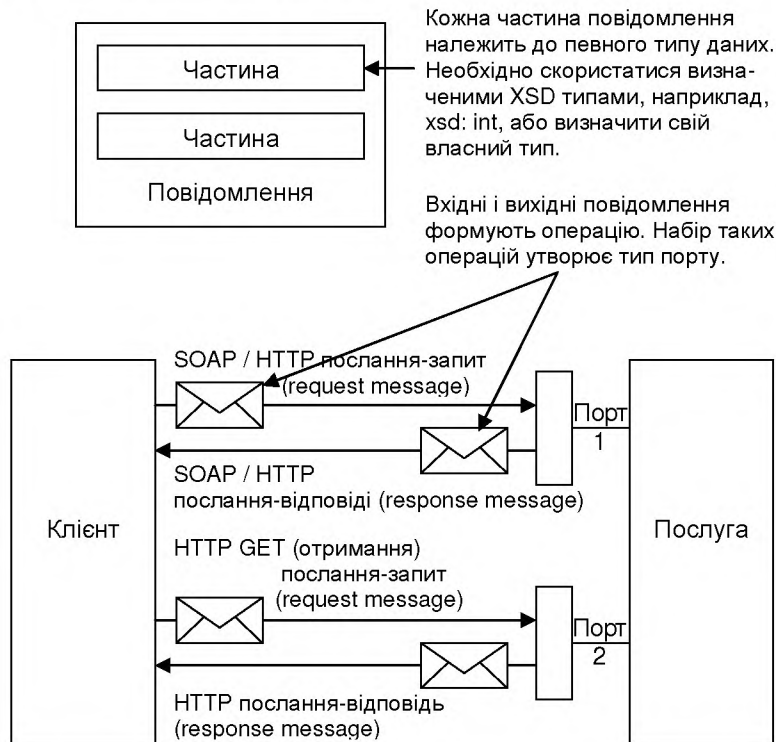 Частина
Частина
Повідомлення
Кожна частина повідомлення
належить до певного типу даних.
Необхідно скористатися визна-
ченими XSD типами, наприклад,
xsd: int, або визначити свій
власний тип.
Вхідні і вихідні повідомлення
формують операцію. Набір таких
операцій утворює тип порту.
SOAP / HTTP послання-запит
(request message)
Порт
1
SOAP / HTTP
послання-відповіді (response message)
Клієнт
Послуга
HTTP GET (отримання)
послання-запит
(request message)
Порт
2
HTTP послання-відповідь
(response message)